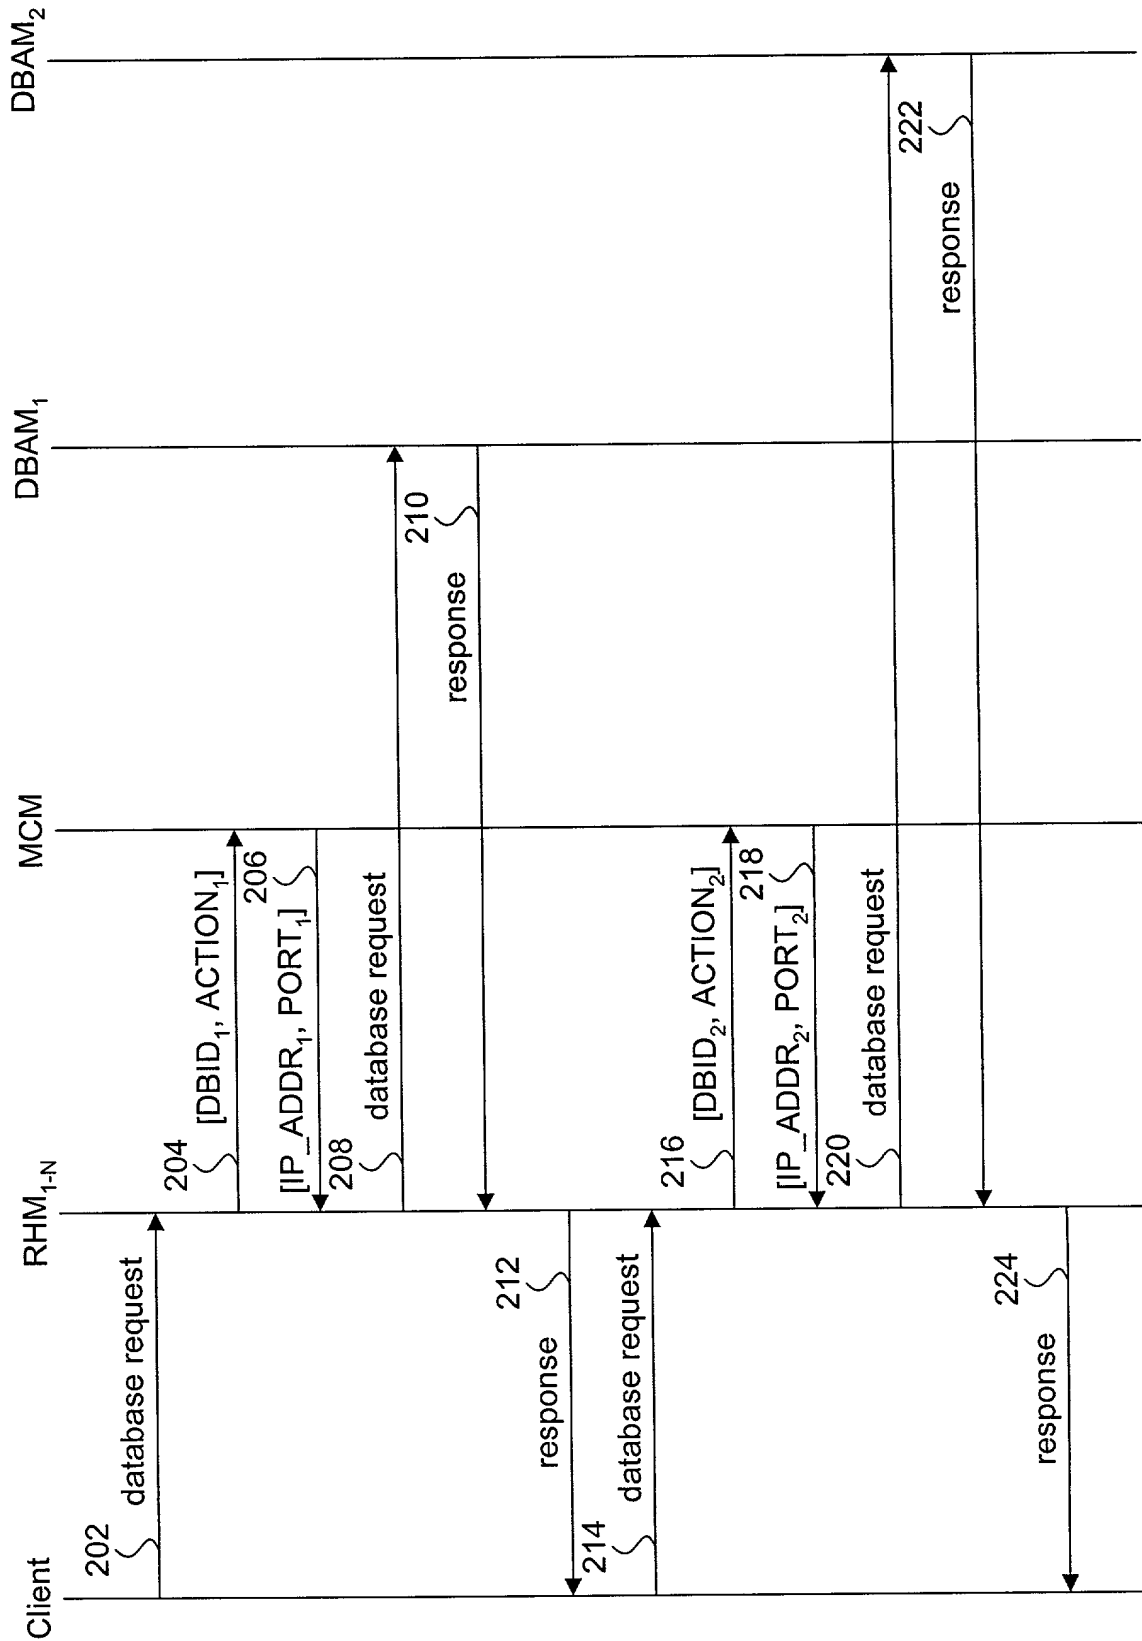 Client
RHM1-N
MCM
DBAM1
DBAM2
202
database request
204
[DBID1, ACTION1]
206
[IP_ADDR1, PORT1]
208
database request
210
response
212
response
214
database request
216
[DBID2, ACTION2]
218
[IP_ADDR2, PORT2]
220
database request
222
response
224
response